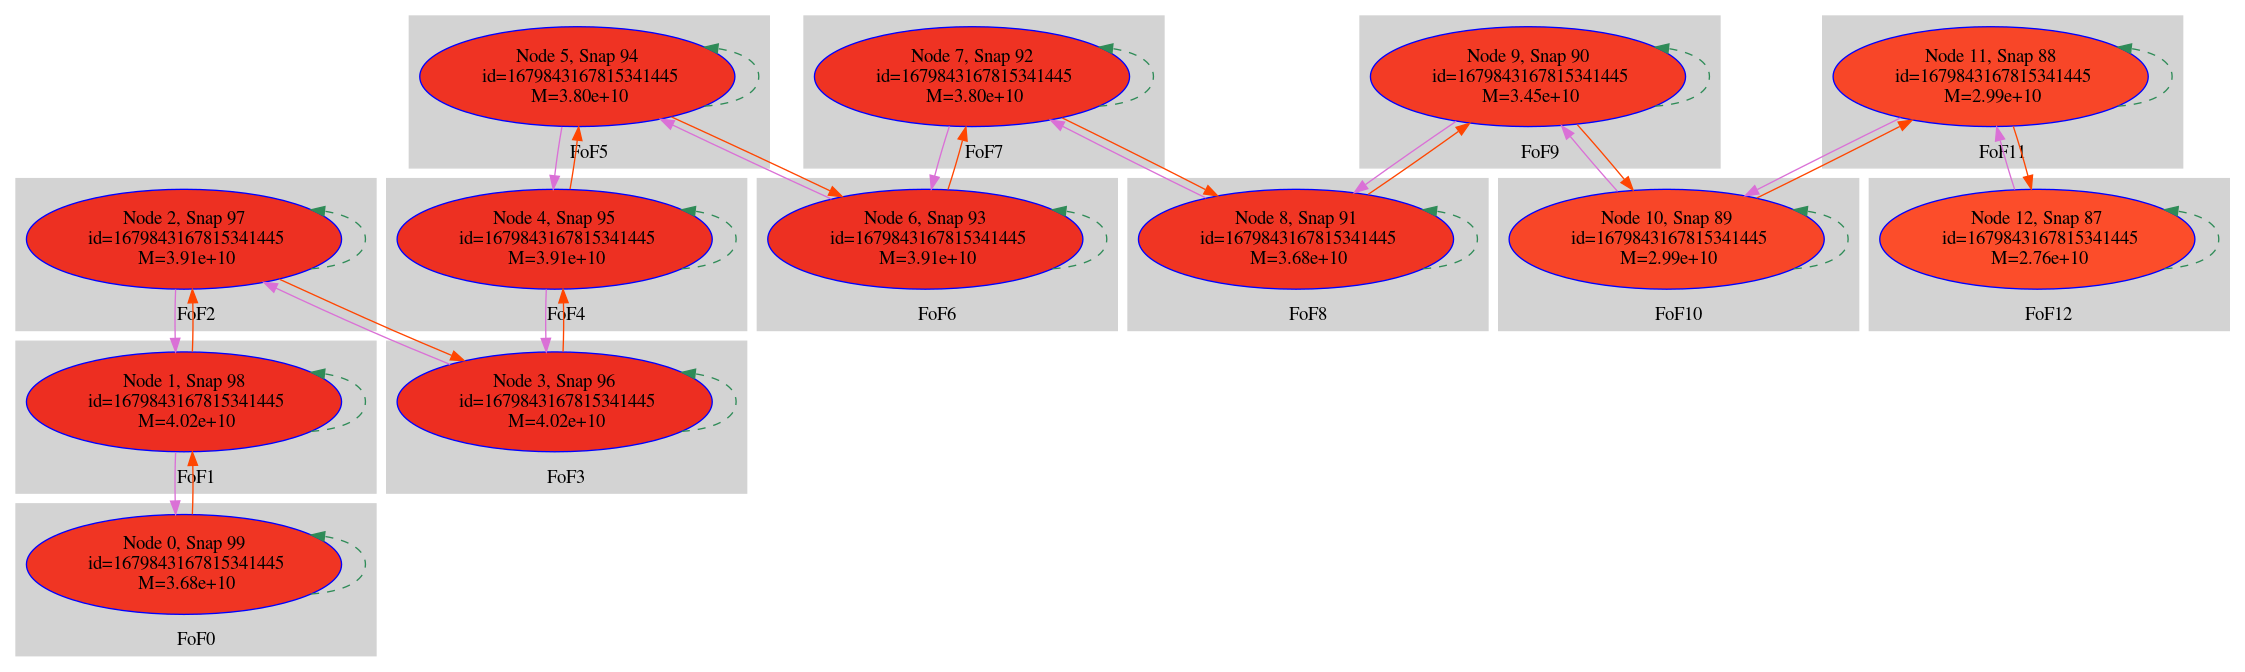 Node 5, Snap 94
id=1679843167815341445
M=3.80e+10
FoF5
Node 7, Snap 92
id=1679843167815341445
M=3.80e+10
FoF7
Node 9, Snap 90
id=1679843167815341445
M=3.45e+10
FoF9
Node 11, Snap 88
id=1679843167815341445
M=2.99e+10
FoF11
Node 2, Snap 97
id=1679843167815341445
M=3.91e+10
FoF2
Node 4, Snap 95
id=1679843167815341445
M=3.91e+10
FoF4
Node 6, Snap 93
id=1679843167815341445
M=3.91e+10
FoF6
Node 8, Snap 91
id=1679843167815341445
M=3.68e+10
FoF8
Node 10, Snap 89
id=1679843167815341445
M=2.99e+10
FoF10
Node 12, Snap 87
id=1679843167815341445
M=2.76e+10
FoF12
Node 1, Snap 98
id=1679843167815341445
M=4.02e+10
FoF1
Node 3, Snap 96
id=1679843167815341445
M=4.02e+10
FoF3
Node 0, Snap 99
id=1679843167815341445
M=3.68e+10
FoF0